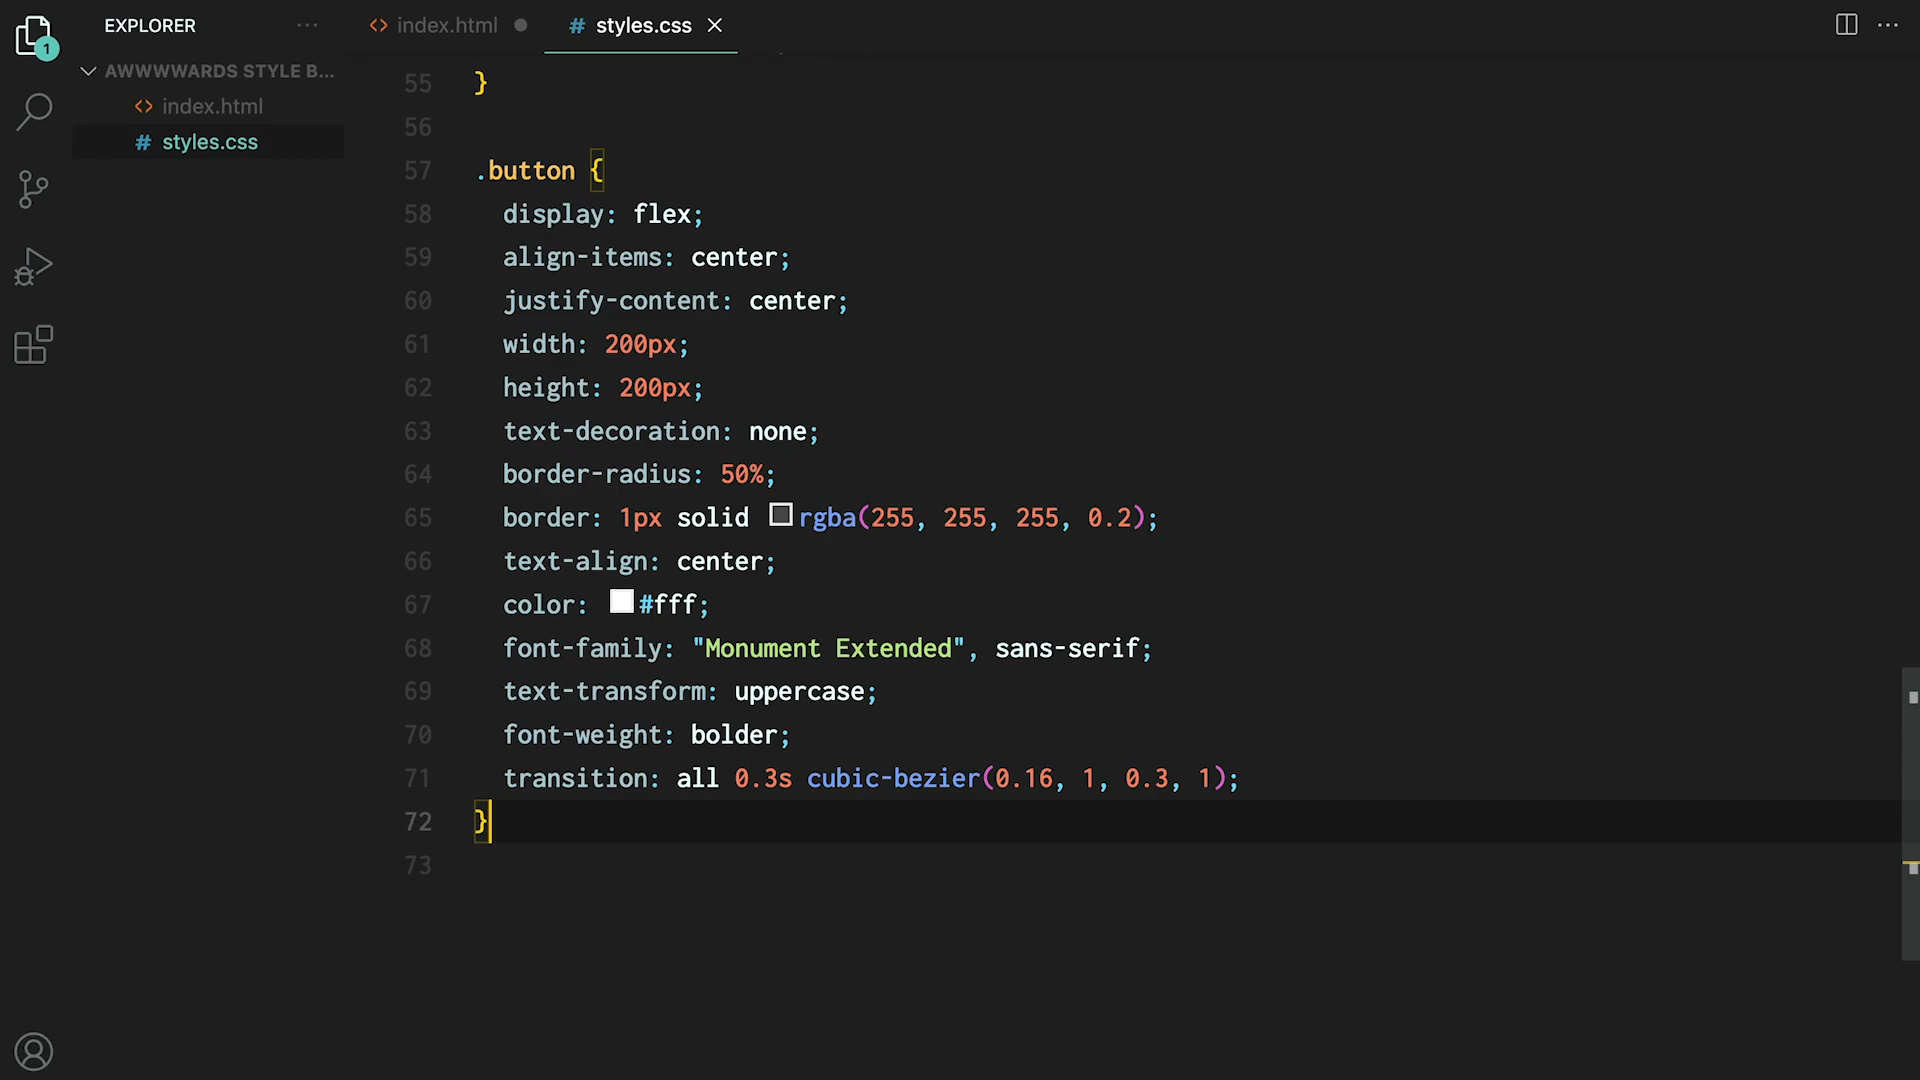 EXPLORER
AWWWWARDS STYLE B...
index.html
styles.css
1
index.html
styles.css
55 }
56
57 .button {
58 display: flex;
59 align-items: center;
60 justify-content: center;
61 width: 200px;
62 height: 200px;
63 text-decoration: none;
64 border-radius: 50%;
65 border: 1px solid rgba(255, 255, 255, 0.2);
66 text-align: center;
67 color: #fff;
68 font-family: "Monument Extended", sans-serif;
69 text-transform: uppercase;
70 font-weight: bolder;
71 transition: all 0.3s cubic-bezier(0.16, 1, 0.3, 1);
72 }
73